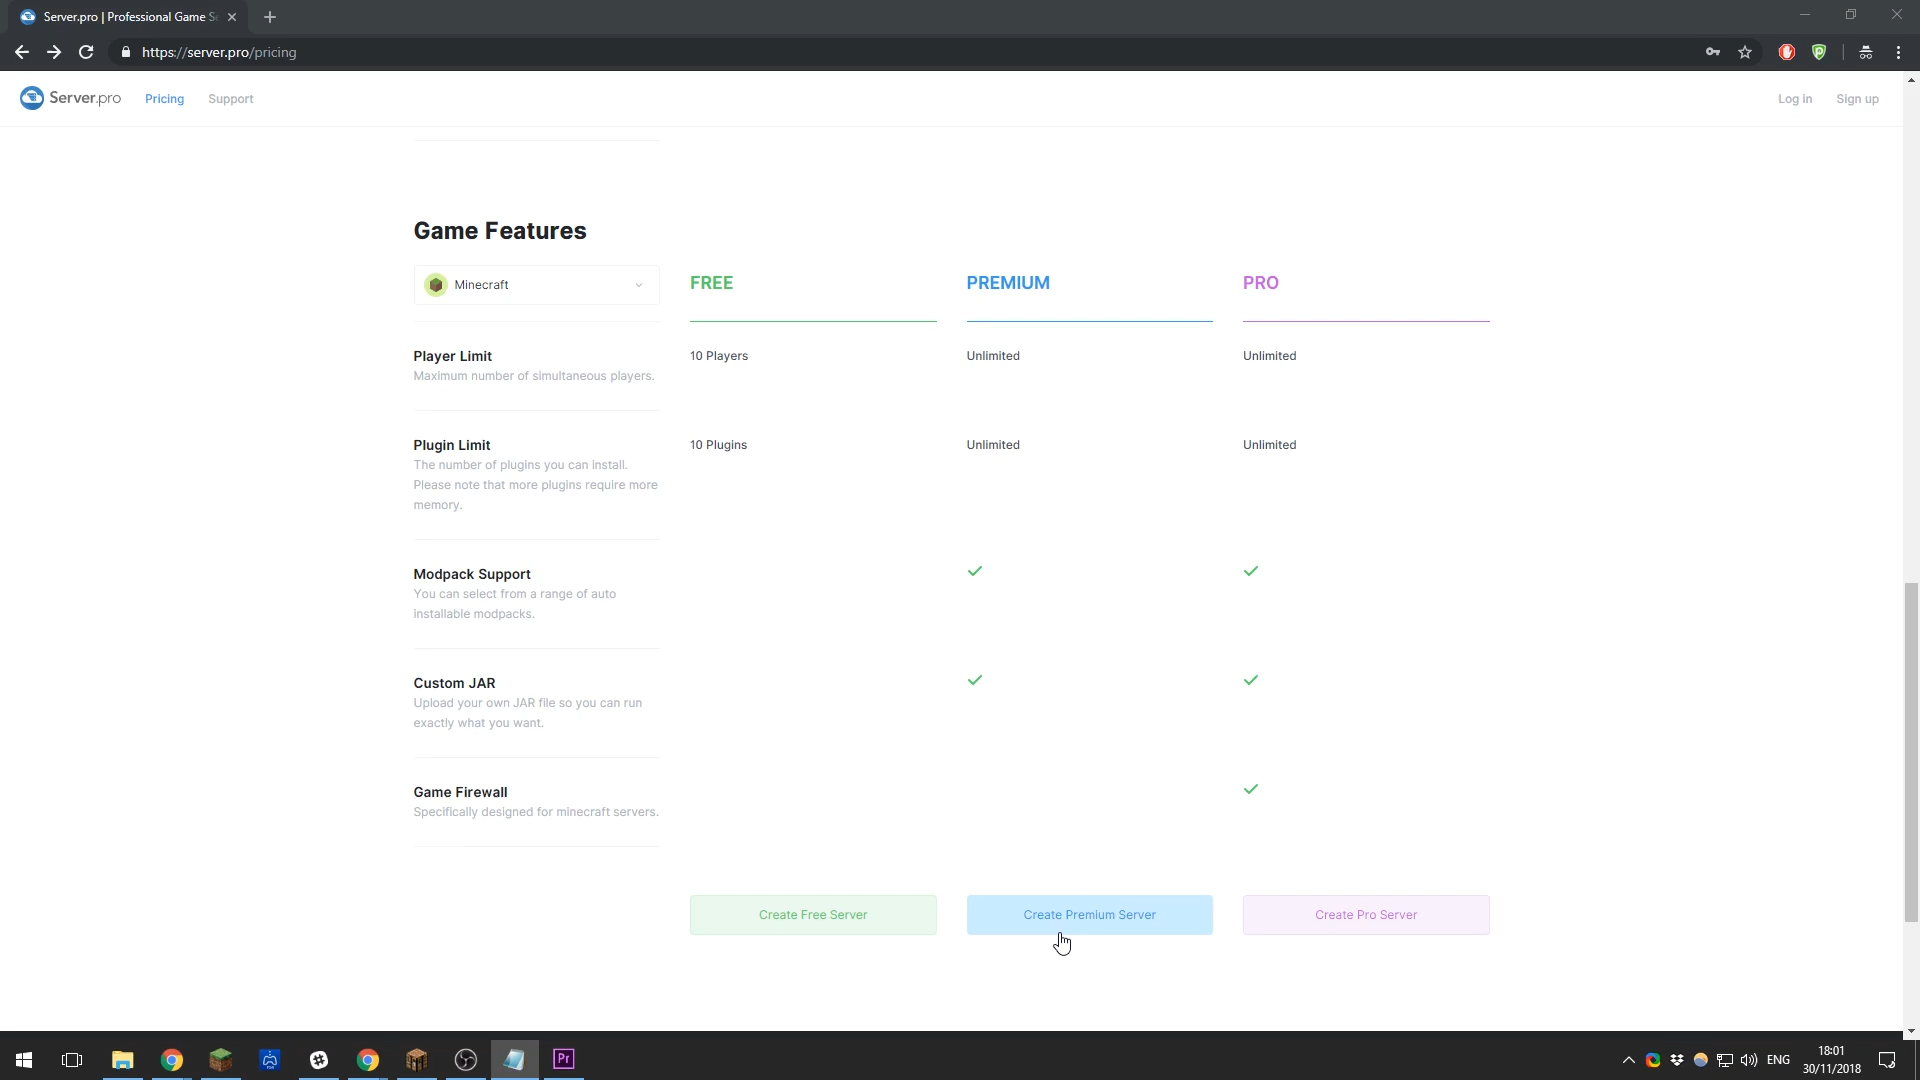 Server.pro | Professional Game S
https://server.pro/pricing
Server.pro
Pricing
Support
Log in
Sign up
Game Features
Minecraft
FREE
PREMIUM
PRO
Player Limit
10 Players
Unlimited
Unlimited
Maximum number of simultaneous players.
Plugin Limit
10 Plugins
Unlimited
Unlimited
The number of plugins you can install.
Please note that more plugins require more
memory.
Modpack Support
You can select from a range of auto
installable modpacks.
Custom JAR
Upload your own JAR file so you can run
exactly what you want.
Game Firewall
Specifically designed for minecraft servers.
Create Free Server
Create Premium Server
Create Pro Server
Pr
ENG
18:01
30/11/2018